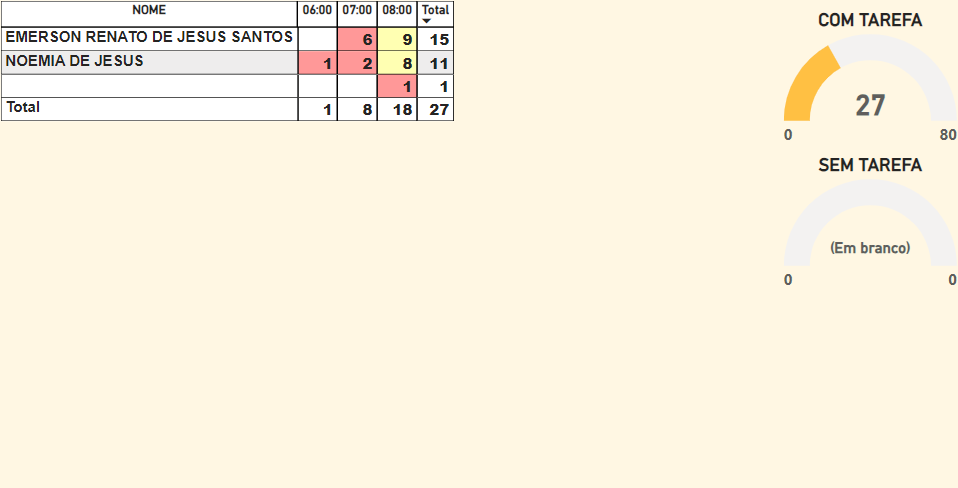 NOME 06:00 07:00 08:00 Total
EMERSON RENATO DE JESUS SANTOS 6 9 15
NOEMIA DE JESUS 1 2 8 11
1 1
Total 1 8 18 27
COM TAREFA
27
0 80
SEM TAREFA
(Em branco)
0 0